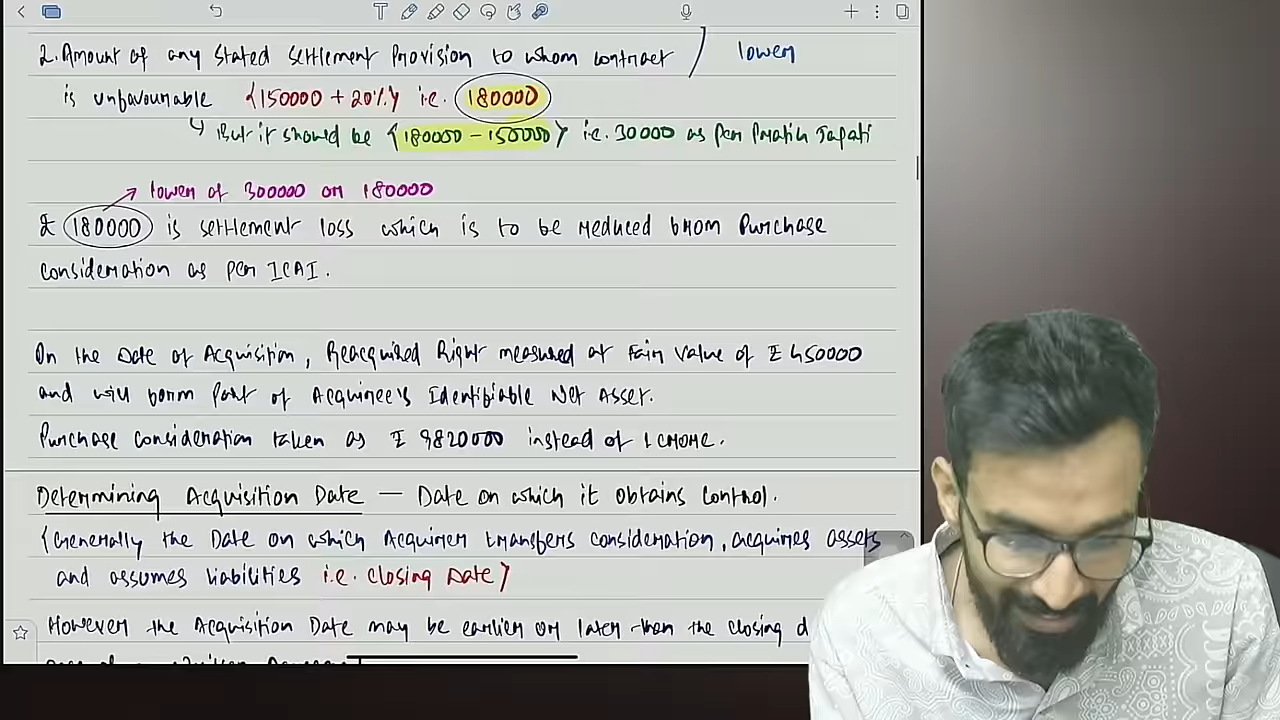 2. Amount of any stated settlement Provision to whom contract
lower
is unfavourable {150000 + 20%} i.e. 180000
But it should be {180000 - 150000} i.e. 30000 as per Pratik Jagati
lower of 300000 or 180000
₹ 180000 is settlement loss which is to be reduced from Purchase
consideration as per ICAI.
On the Date of Acquisition, Reacquired Right measured at Fair Value of ₹ 450000
and will form Part of Acquiree's Identifiable Net Asset.
Purchase consideration taken as ₹ 9820000 instead of 1 crore.
Determining Acquisition Date — Date on which it obtains control.
{Generally the Date on which Acquirer transfers consideration, acquires assets
and assumes liabilities i.e. closing Date}
However the Acquisition Date may be earlier or later than the closing d